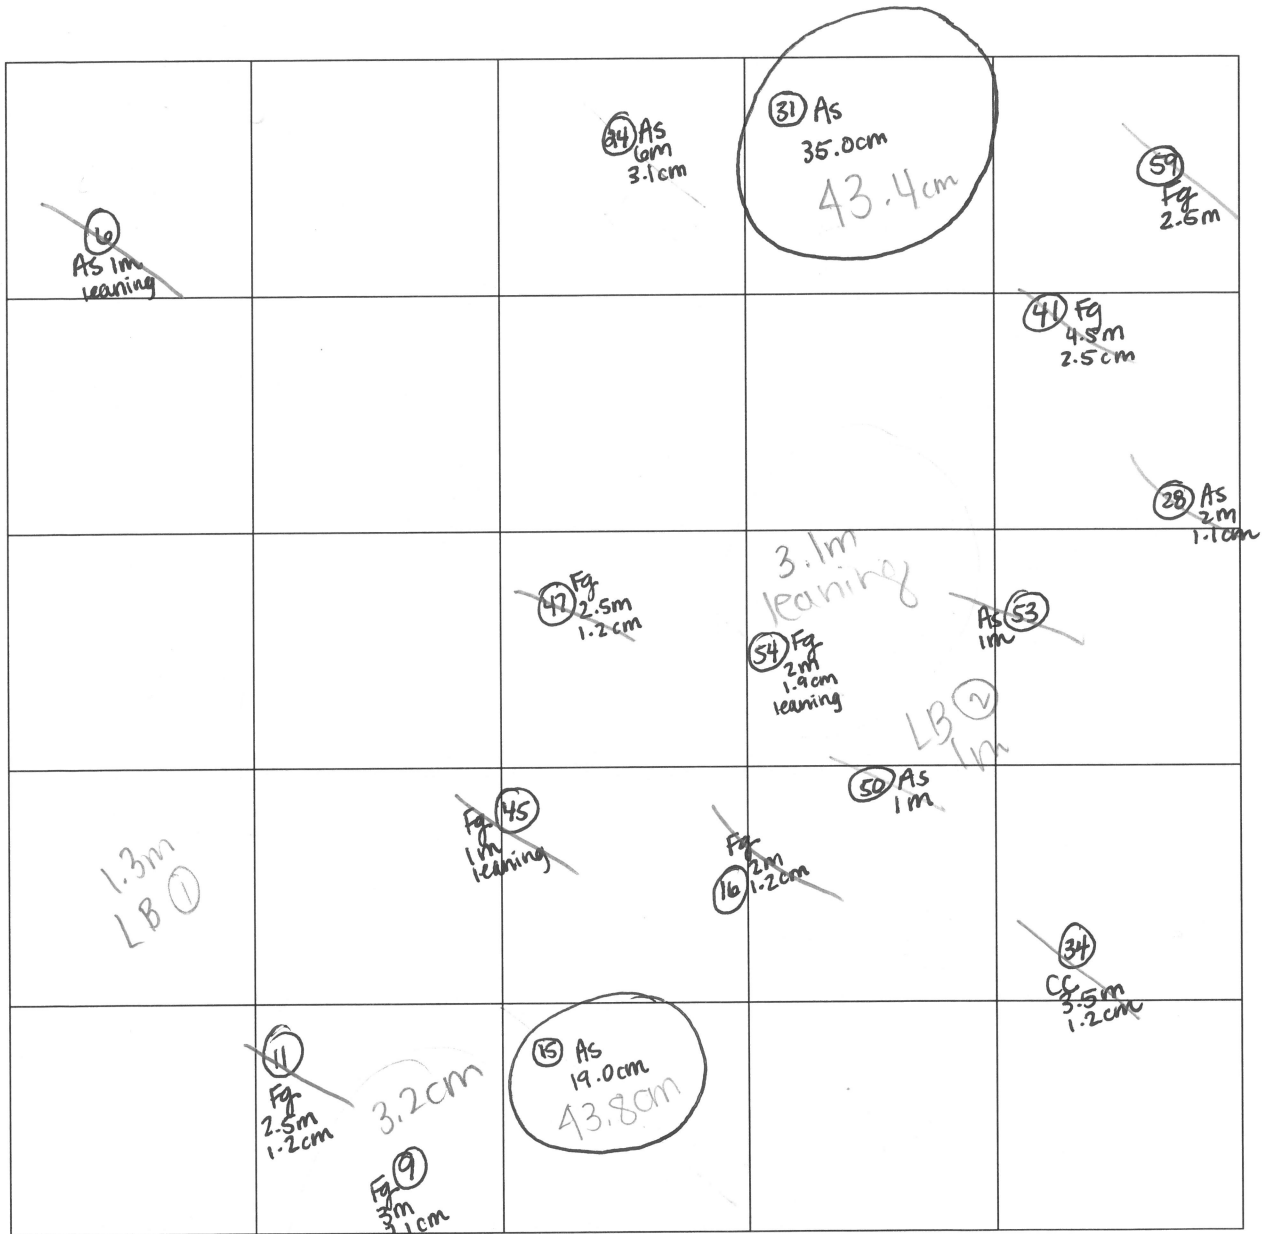 31 As
35.0cm
43.4cm
As
6m
3.1cm
59
Fg
2.5m
6
As 1m
leaning
41 Fg
4.5m
2.5cm
28 As
2m
1.1cm
3.1m
leaning
47 Fg
2.5m
1.2cm
54 Fg
2m
1.9cm
leaning
As 53
1m
LB 2
1m
50 As
1m
45
Fg
1m
leaning
Fg
2m
16 1.2cm
1.3m
LB 1
34
CC
3.5m
1.2cm
11
Fg
2.5m
1.2cm
3.2cm
15 As
19.0cm
43.8cm
9
Fg
3m